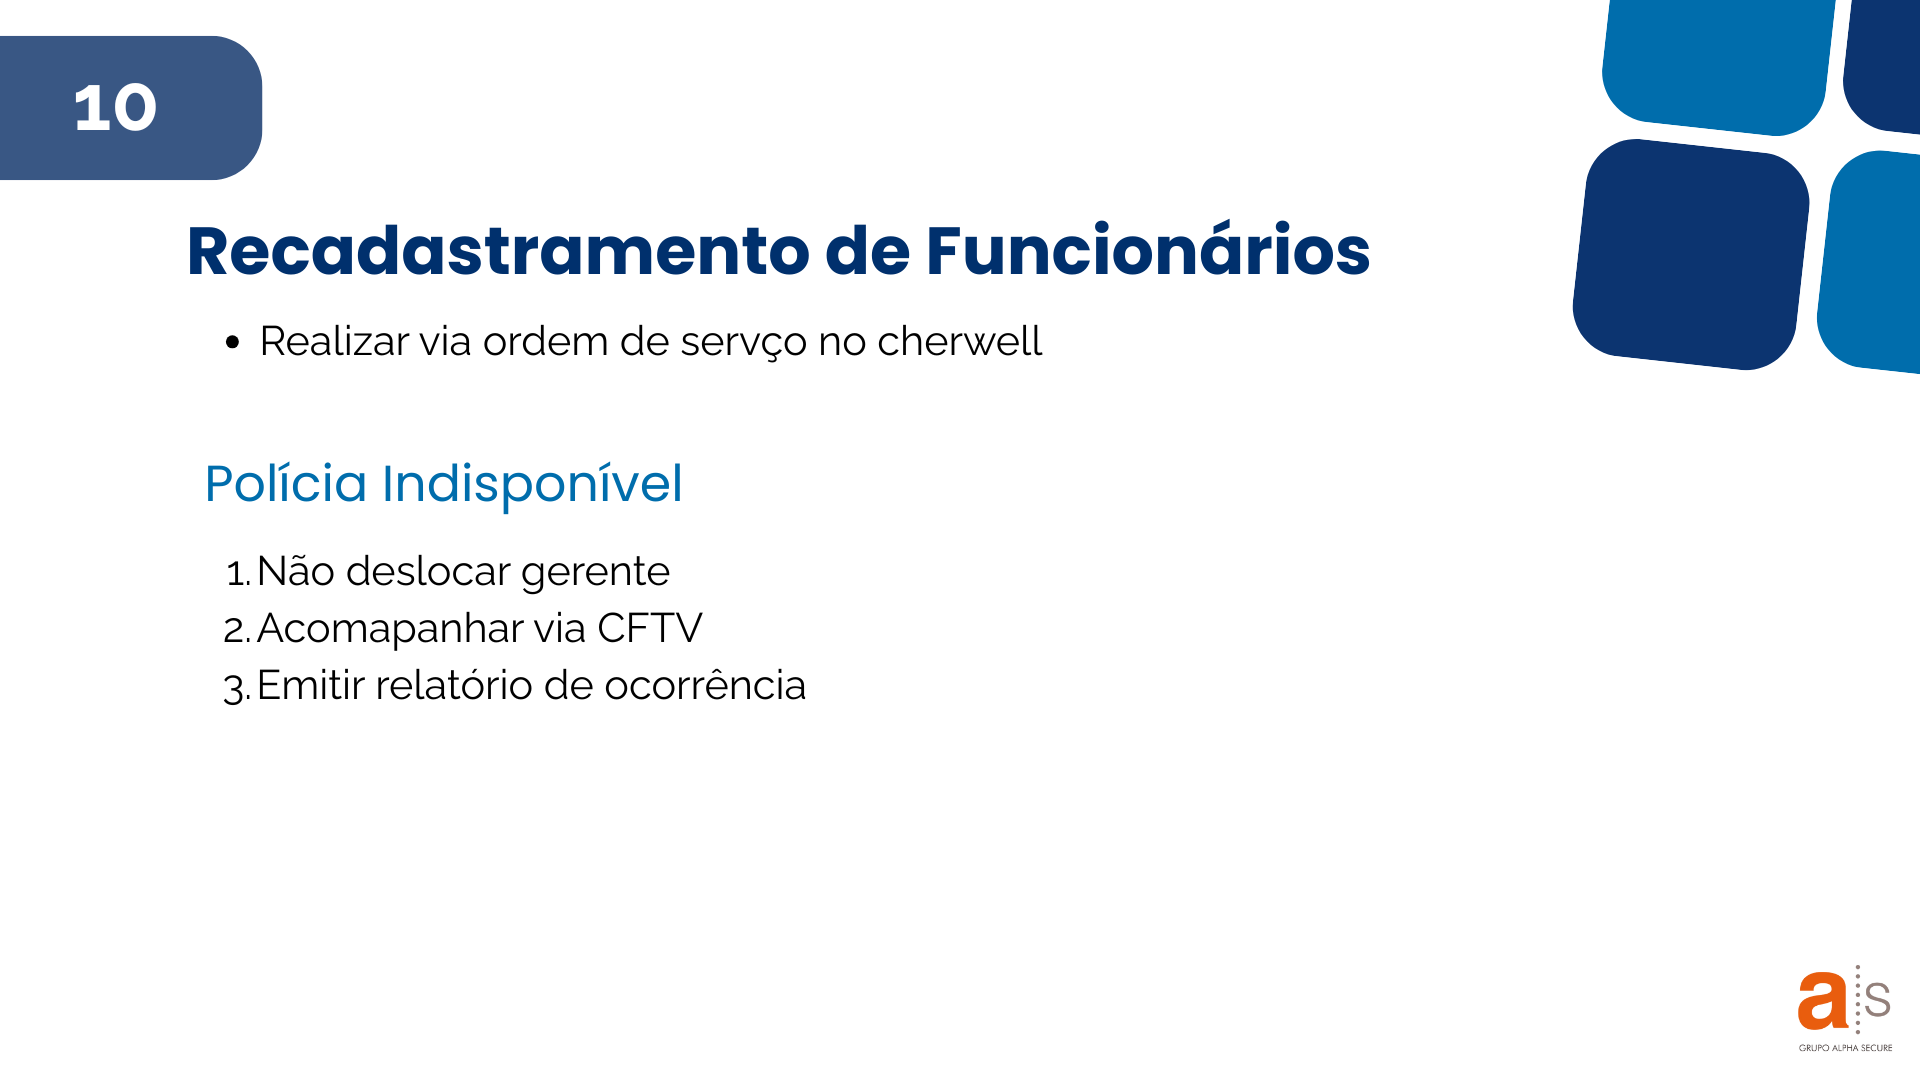 10
Recadastramento de Funcionários
• Realizar via ordem de servço no cherwell
Polícia Indisponível
1. Não deslocar gerente
2. Acomapanhar via CFTV
3. Emitir relatório de ocorrência
a s
GRUPO ALPHA SECURE